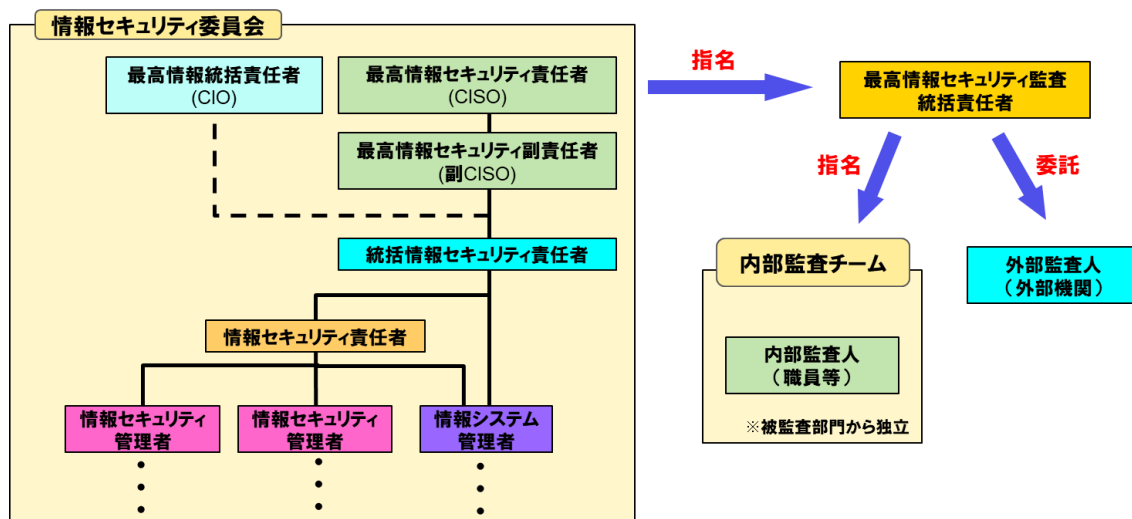 情報セキュリティ委員会
最高情報統括責任者
(CIO)
最高情報セキュリティ責任者
(CISO)
最高情報セキュリティ副責任者
(副CISO)
統括情報セキュリティ責任者
情報セキュリティ責任者
情報セキュリティ
管理者
情報セキュリティ
管理者
情報システム
管理者
指名
最高情報セキュリティ監査
統括責任者
指名
委託
内部監査チーム
内部監査人
（職員等）
※被監査部門から独立
外部監査人
（外部機関）